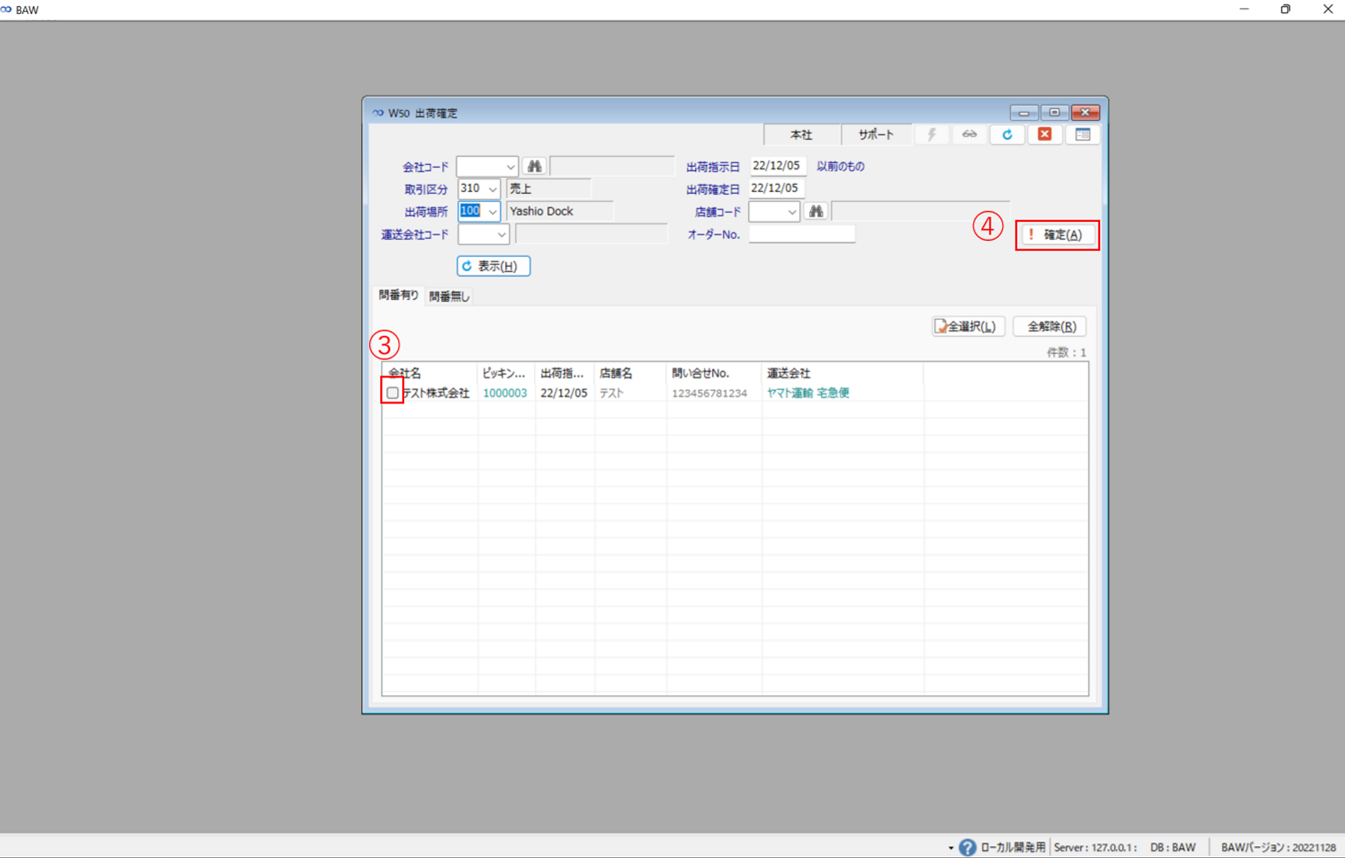 BAW
W50 出荷確定
本社 サポート
会社コード 出荷指示日 22/12/05 以前のもの
取引区分 310 売上 出荷確定日 22/12/05
出荷場所 100 Yashio Dock 店舗コード
運送会社コード オーダーNo. ④ ! 確定(A)
表示(H)
問番有り 問番無し
全選択(L) 全解除(R)
③ 件数 : 1
会社名 ピッキン... 出荷指... 店舗名 問い合せNo. 運送会社
テスト株式会社 1000003 22/12/05 テスト 123456781234 ヤマト運輸 宅急便
? ローカル開発用 Server : 127.0.0.1 : DB : BAW BAWバージョン : 20221128